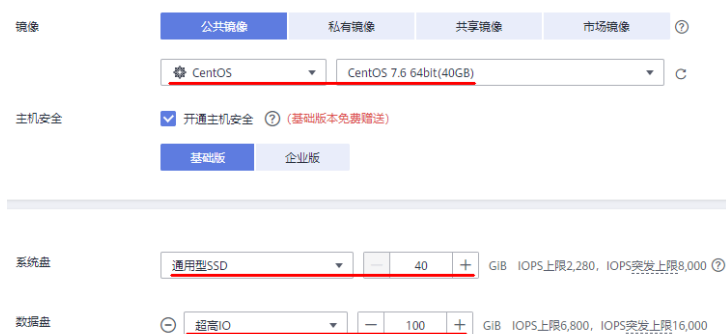 镜像 公共镜像 私有镜像 共享镜像 市场镜像 ?
CentOS CentOS 7.6 64bit(40GB)
主机安全 开通主机安全 ? (基础版本免费赠送)
基础版 企业版
系统盘 通用型SSD 40 GiB IOPS上限2,280, IOPS突发上限8,000 ?
数据盘 超高IO 100 GiB IOPS上限6,800, IOPS突发上限16,000